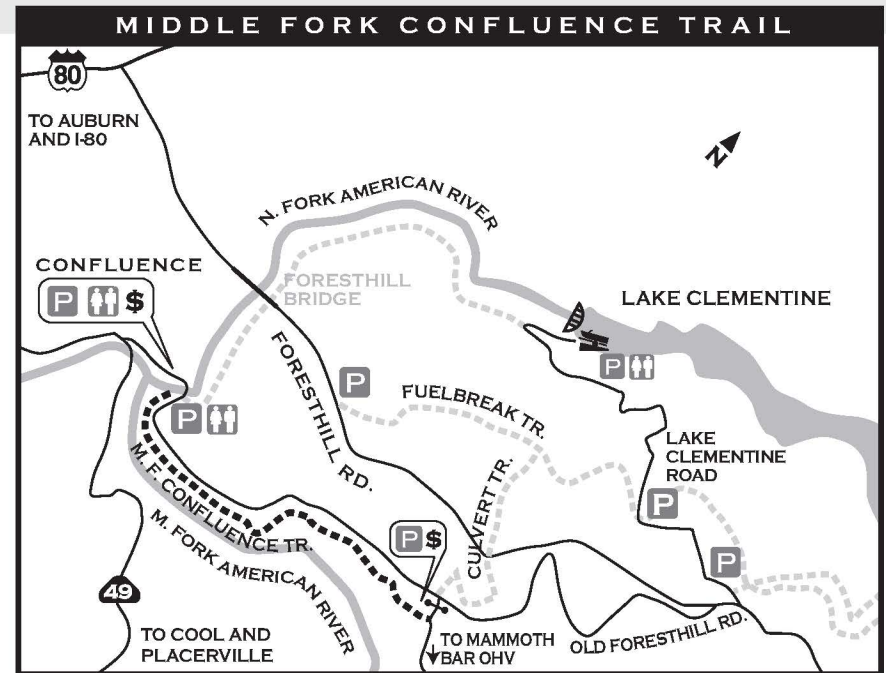 MIDDLE FORK CONFLUENCE TRAIL
80
TO AUBURN
AND I-80
N
N. FORK AMERICAN RIVER
CONFLUENCE
P $
FORESTHILL
BRIDGE
LAKE CLEMENTINE
P
FORESTHILL RD.
P
FUELBREAK TR.
P
LAKE
CLEMENTINE
ROAD
P
M.F. CONFLUENCE TR.
M. FORK AMERICAN RIVER
P $
CULVERT TR.
P
P
49
TO COOL AND
PLACERVILLE
TO MAMMOTH
BAR OHV
OLD FORESTHILL RD.